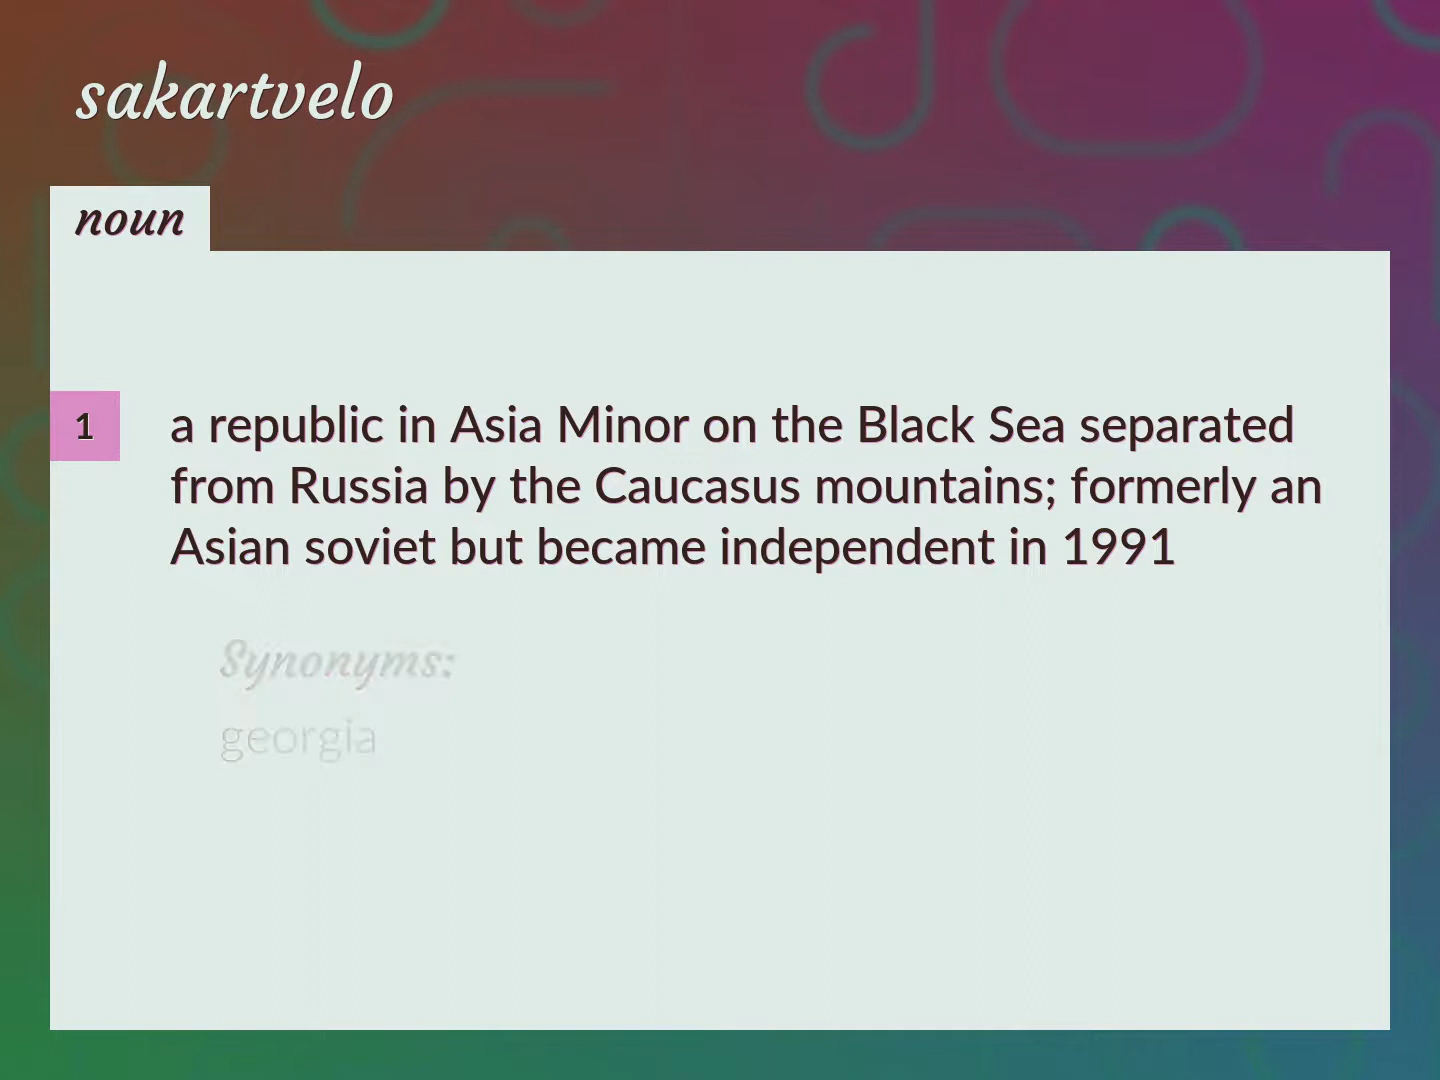 sakartvelo
noun
1
a republic in Asia Minor on the Black Sea separated
from Russia by the Caucasus mountains; formerly an
Asian soviet but became independent in 1991
Synonyms:
georgia